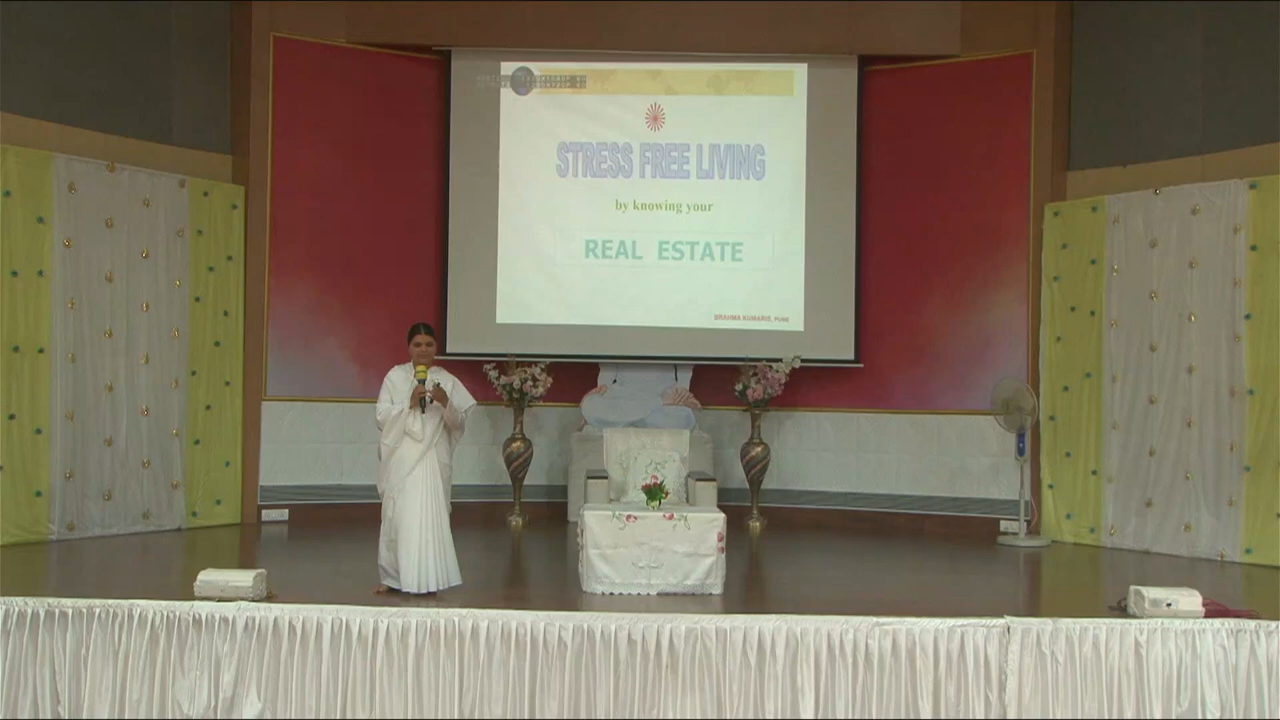 STRESS FREE LIVING
by knowing your
REAL ESTATE
BRAHMA KUMARIS, PUNE